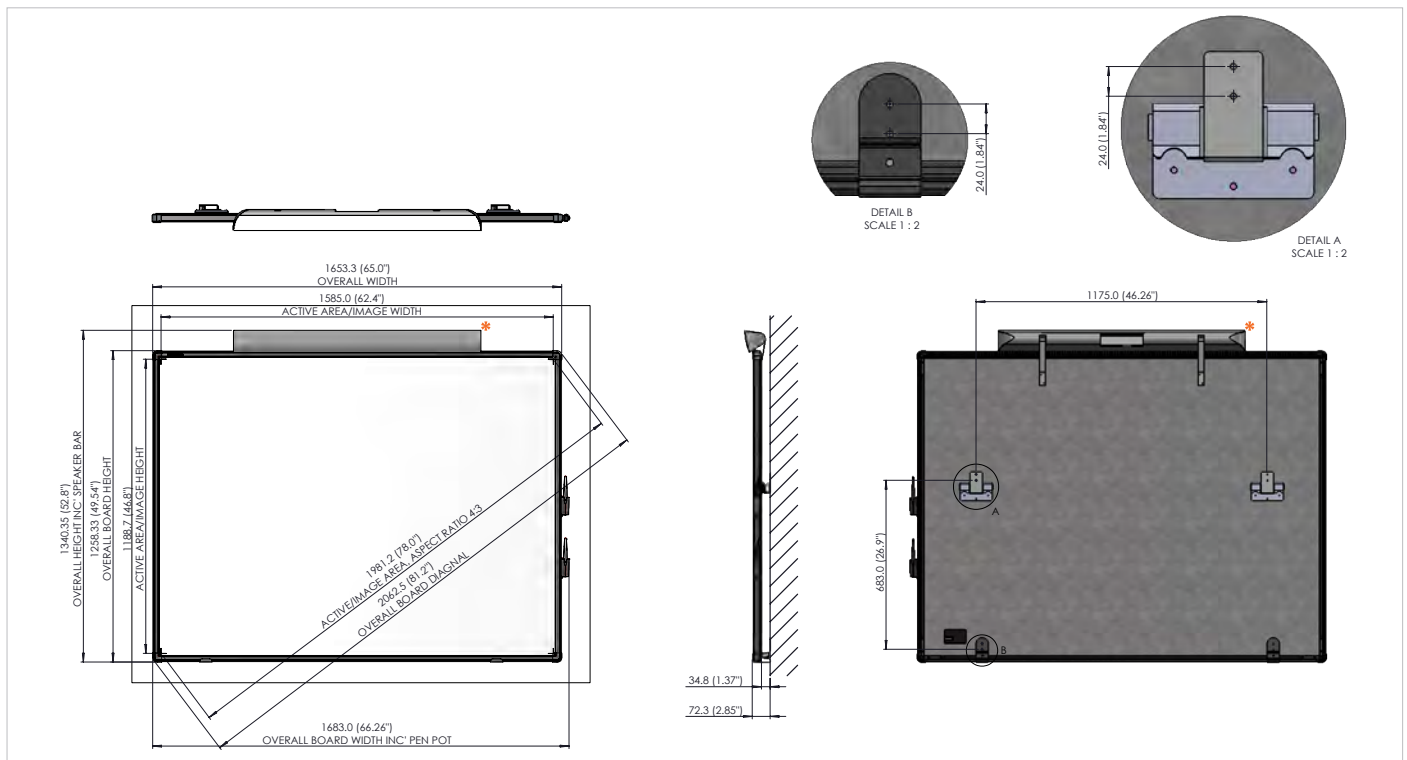 24.0 (1.84")
DETAIL B
SCALE 1 : 2
24.0 (1.84")
DETAIL A
SCALE 1 : 2
1653.3 (65.0")
OVERALL WIDTH
1585.0 (62.4")
ACTIVE AREA/IMAGE WIDTH
*
1340.35 (52.8")
OVERALL HEIGHT INC' SPEAKER BAR
1258.33 (49.54")
OVERALL BOARD HEIGHT
1188.7 (46.8")
ACTIVE AREA/IMAGE HEIGHT
1981.2 (78.0")
ACTIVE/IMAGE AREA, ASPECT RATIO 4:3
2062.5 (81.2")
OVERALL BOARD DIAGNAL
1683.0 (66.26")
OVERALL BOARD WIDTH INC' PEN POT
34.8 (1.37")
72.3 (2.85")
1175.0 (46.26")
*
683.0 (26.9")
A
B